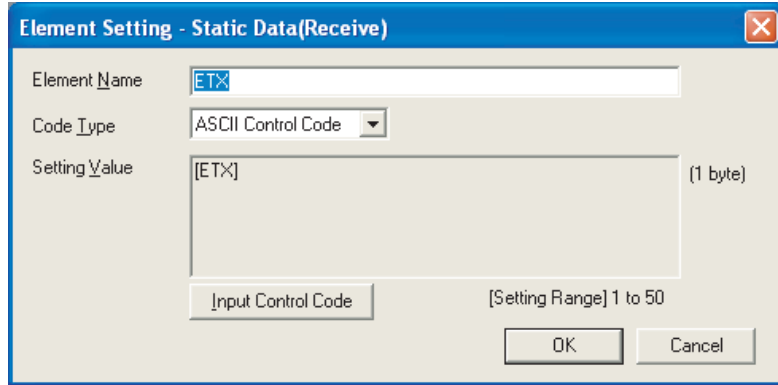 Element Setting - Static Data(Receive)
Element Name ETX
Code Type ASCII Control Code
Setting Value [ETX] (1 byte)
Input Control Code [Setting Range] 1 to 50
OK Cancel